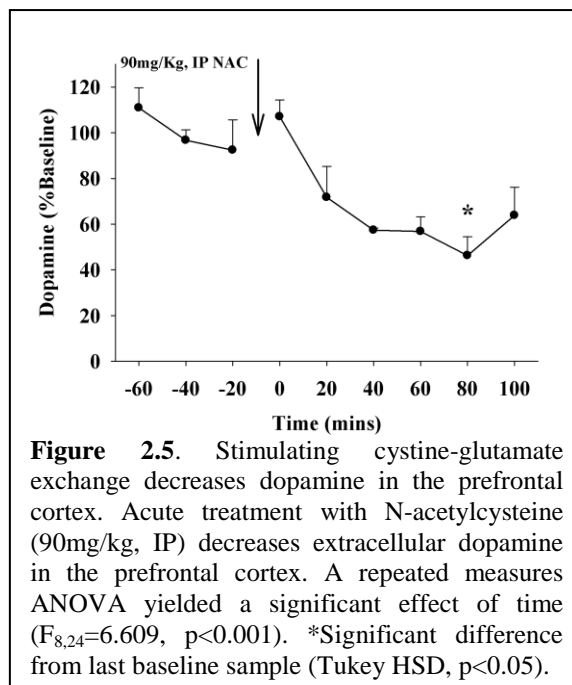 90mg/Kg, IP NAC
Dopamine (%Baseline)
120
100
80
60
40
20
0
*
-60 -40 -20 0 20 40 60 80 100
Time (mins)
Figure 2.5. Stimulating cystine-glutamate
exchange decreases dopamine in the prefrontal
cortex. Acute treatment with N-acetylcysteine
(90mg/kg, IP) decreases extracellular dopamine
in the prefrontal cortex. A repeated measures
ANOVA yielded a significant effect of time
(F8,24=6.609, p<0.001). *Significant difference
from last baseline sample (Tukey HSD, p<0.05).